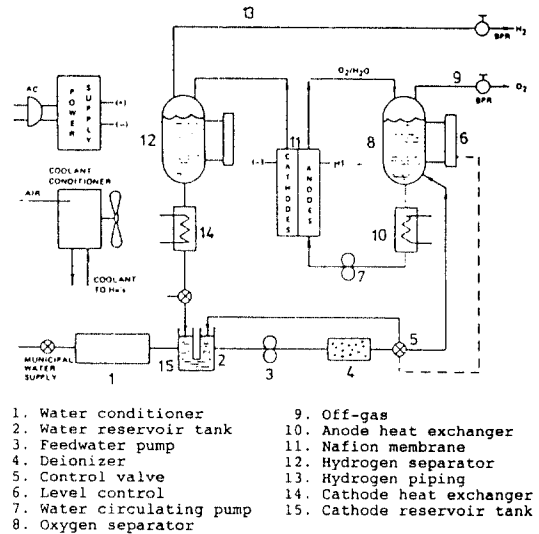 13
H₂
BPR
O₂/H₂O
9
O₂
BPR
AC
POWER SUPPLY
(+)
(-)
12
11
8
6
(-)
CATHODES
ANODES
COOLANT
CONDITIONER
AIR
14
10
7
COOLANT
TO Hx's
MUNICIPAL
WATER
SUPPLY
1
15
2
3
4
5
1. Water conditioner
2. Water reservoir tank
3. Feedwater pump
4. Deionizer
5. Control valve
6. Level control
7. Water circulating pump
8. Oxygen separator
9. Off-gas
10. Anode heat exchanger
11. Nafion membrane
12. Hydrogen separator
13. Hydrogen piping
14. Cathode heat exchanger
15. Cathode reservoir tank